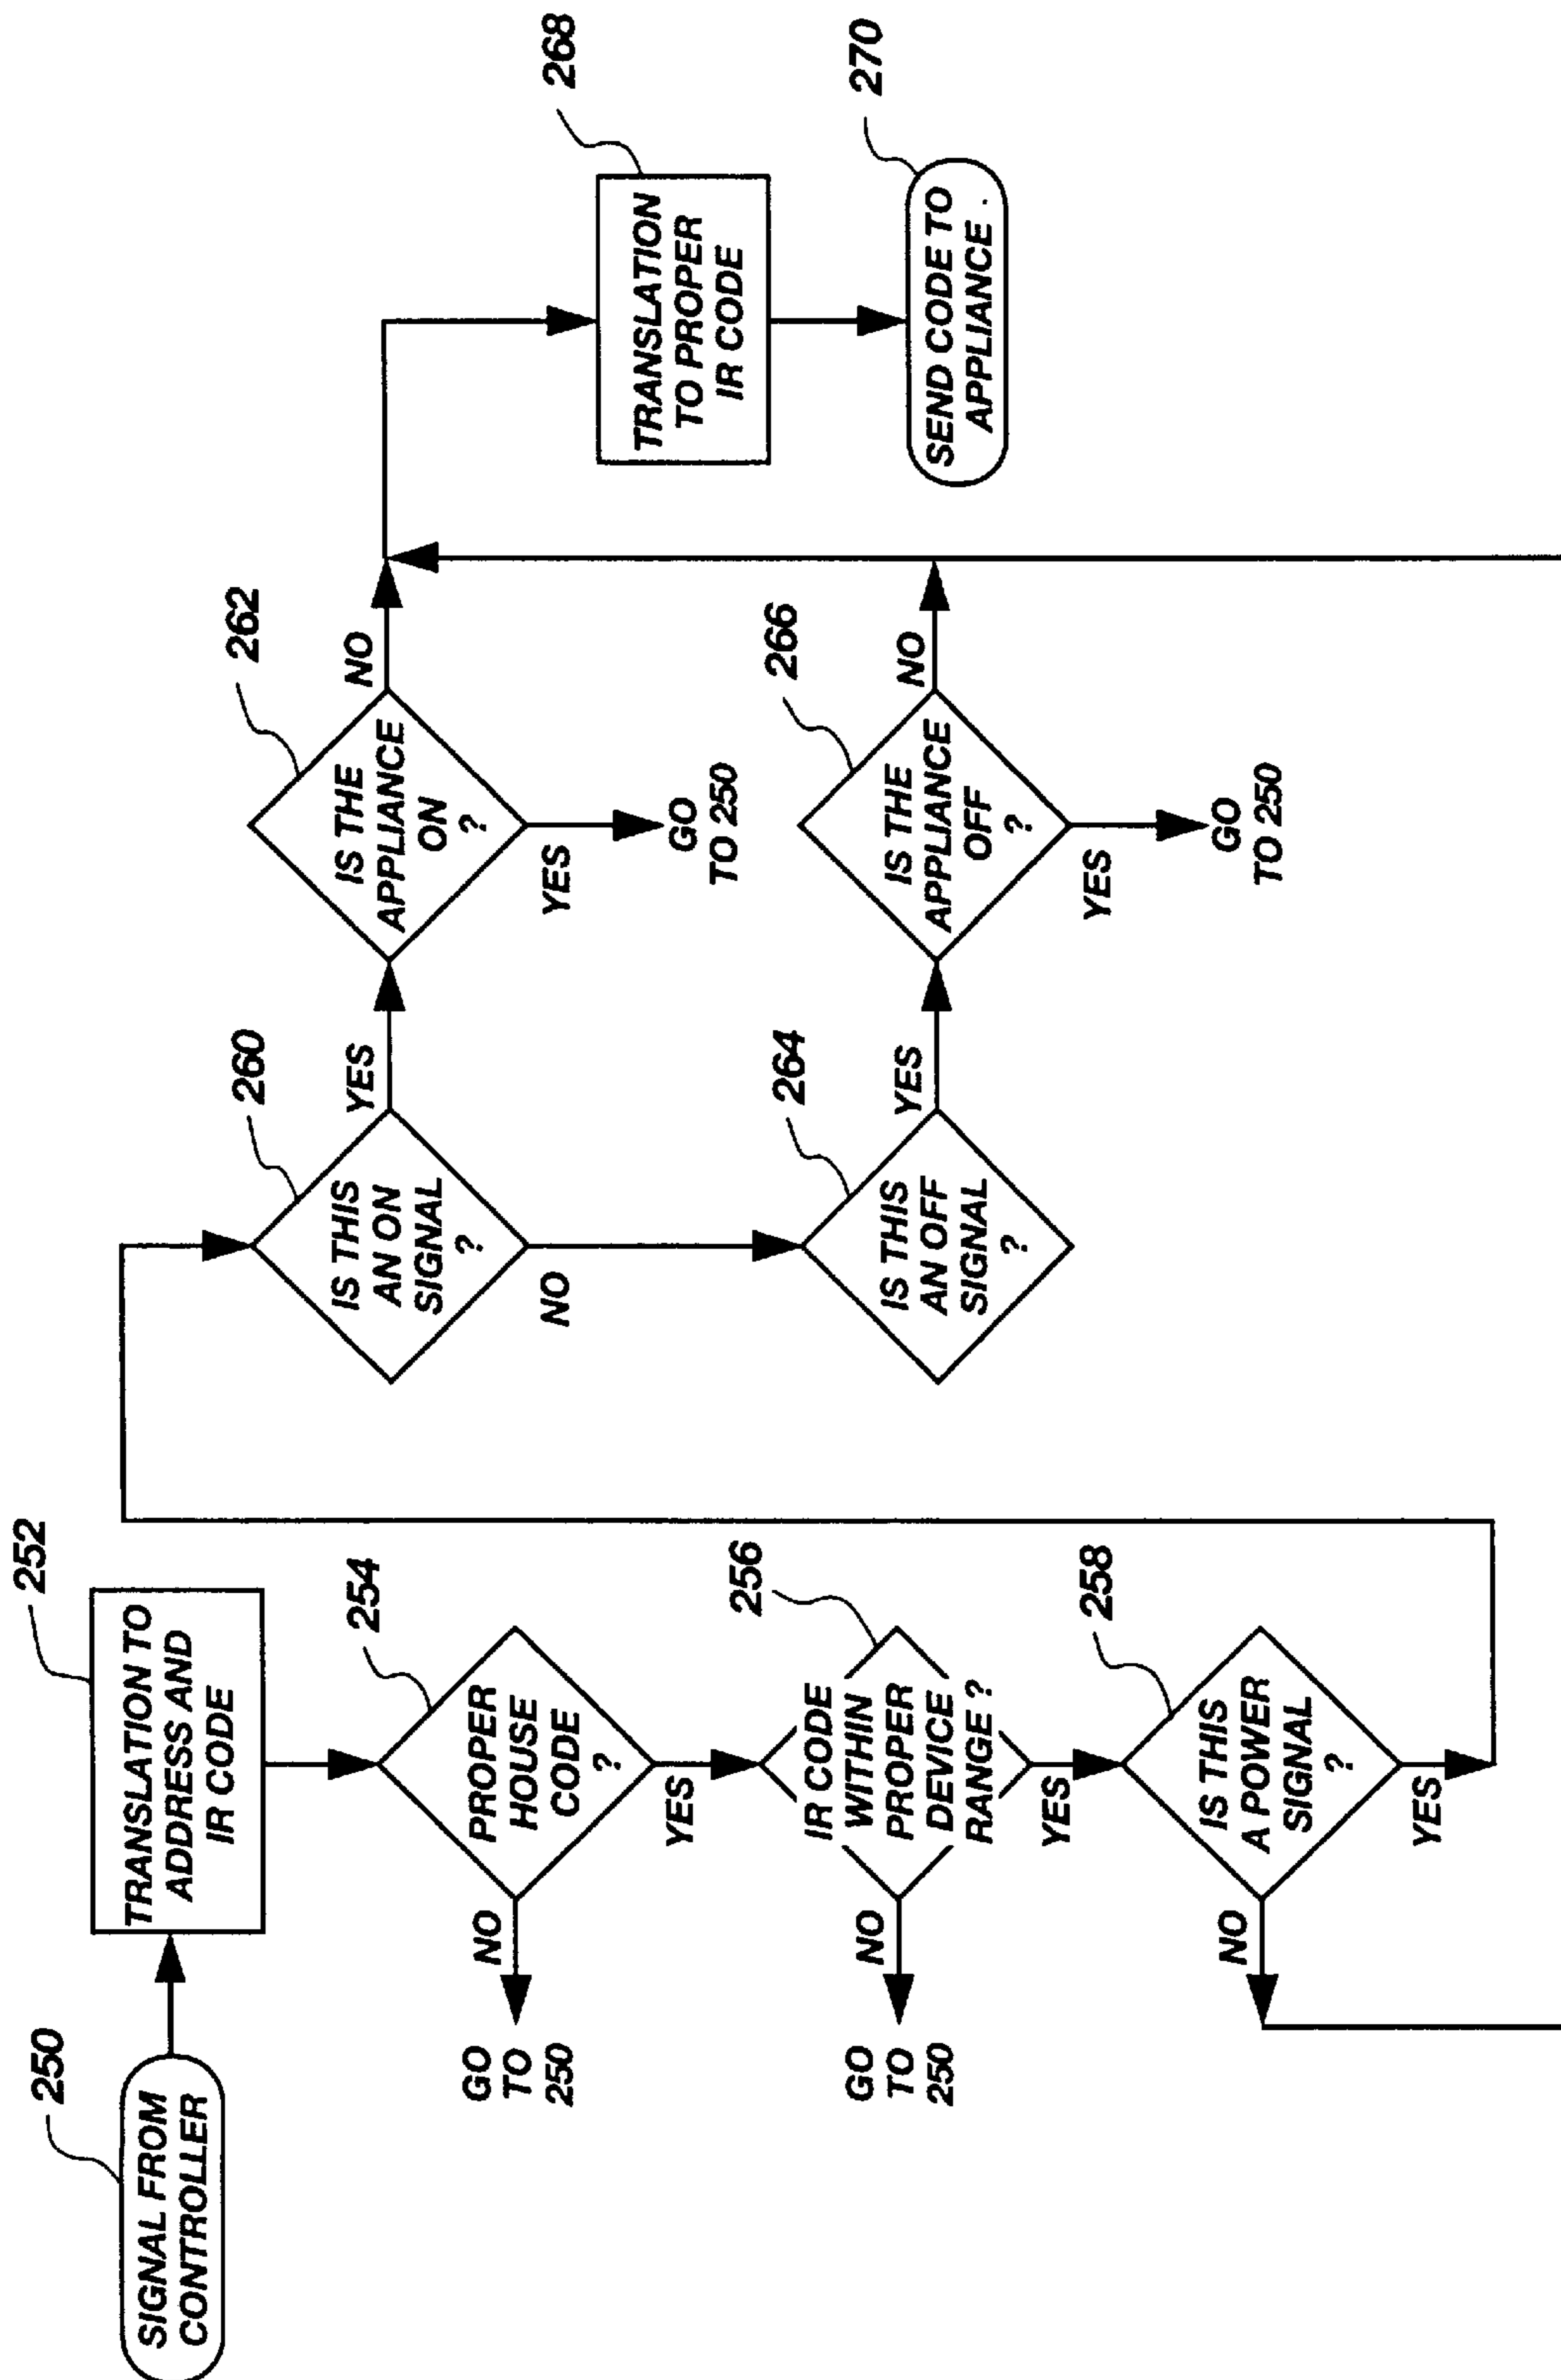 250
SIGNAL FROM
CONTROLLER
252
TRANSLATION TO
ADDRESS AND
IR CODE
254
PROPER
HOUSE
CODE
?
NO
GO
TO
250
YES
256
IR CODE
WITHIN
PROPER
DEVICE
RANGE ?
NO
GO
TO
250
YES
258
IS THIS
A POWER
SIGNAL
?
NO
YES
260
IS THIS
AN ON
SIGNAL
?
YES
NO
262
IS THE
APPLIANCE
ON
?
NO
YES
GO
TO 250
264
IS THIS
AN OFF
SIGNAL
?
YES
266
IS THE
APPLIANCE
OFF
?
NO
YES
GO
TO 250
268
TRANSLATION
TO PROPER
IR CODE
270
SEND CODE TO
APPLIANCE .